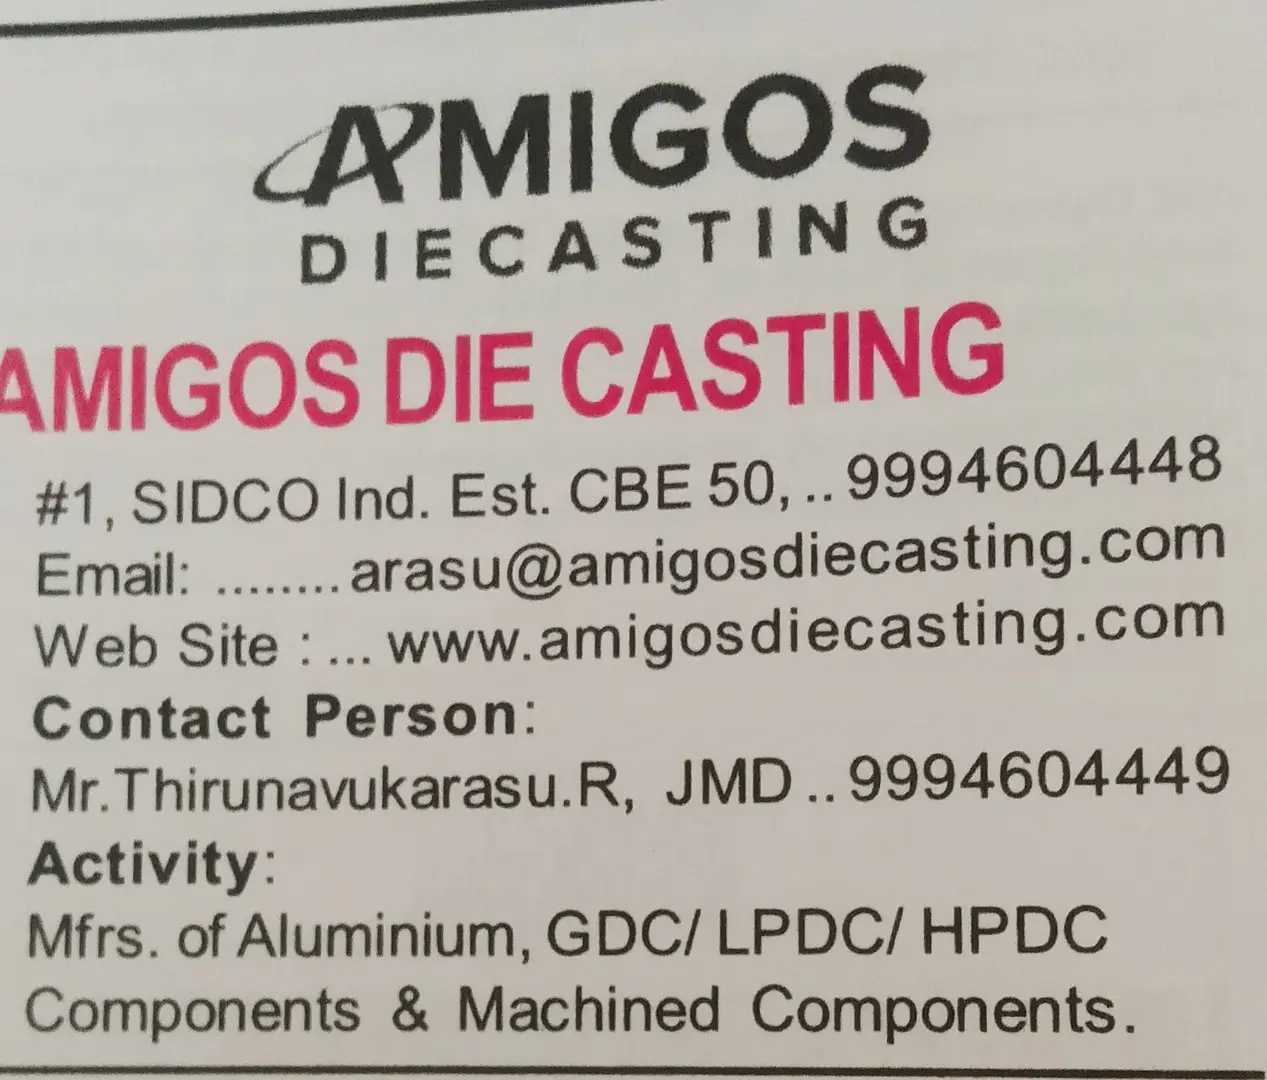 AMIGOS
DIECASTING
AMIGOS DIE CASTING
#1, SIDCO Ind. Est. CBE 50, .. 9994604448
Email: ........ arasu@amigosdiecasting.com
Web Site : ... www.amigosdiecasting.com
Contact Person:
Mr.Thirunavukarasu.R, JMD .. 9994604449
Activity:
Mfrs. of Aluminium, GDC/ LPDC/ HPDC
Components & Machined Components.